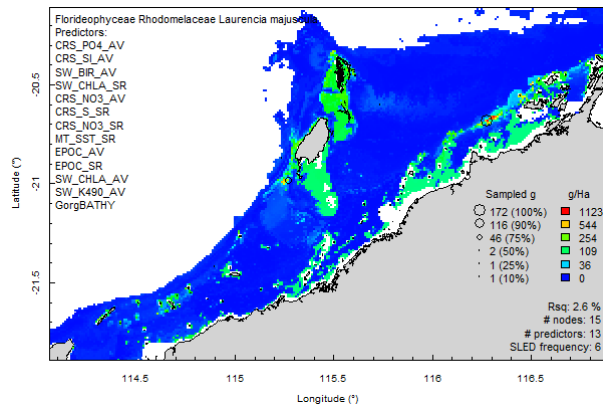 Florideophyceae Rhodomelaceae Laurencia majuscula
Predictors:
CRS_PO4_AV
CRS_SI_AV
SW_BIR_AV
SW_CHLA_SR
CRS_NO3_AV
CRS_S_SR
CRS_NO3_SR
MT_SST_SR
EPOC_AV
EPOC_SR
SW_CHLA_AV
SW_K490_AV
GorgBATHY
-20.5
-21
-21.5
Latitude (°)
Sampled g g/Ha
172 (100%) 1123
116 (90%) 544
46 (75%) 254
2 (50%) 109
1 (25%) 36
1 (10%) 0
Rsq: 2.6 %
# nodes: 15
# predictors: 13
SLED frequency: 6
114.5 115 115.5 116 116.5
Longitude (°)